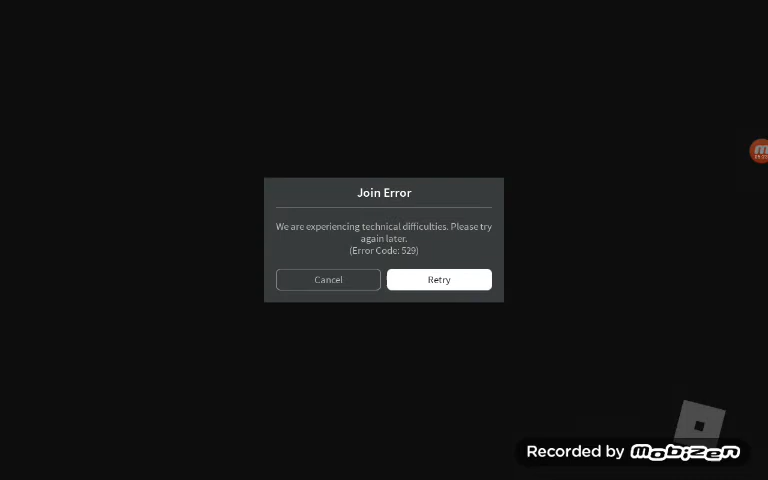 Join Error
We are experiencing technical difficulties. Please try
again later.
(Error Code: 529)
Cancel
Retry
Recorded by MOBIZEN